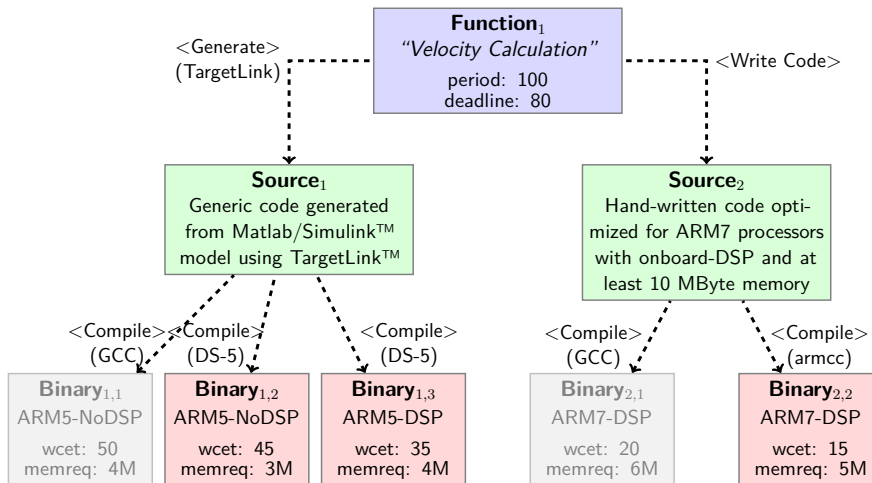 Function₁
"Velocity Calculation"
period: 100
deadline: 80
<Generate>
(TargetLink)
<Write Code>
Source₁
Generic code generated
from Matlab/Simulink™
model using TargetLink™
Source₂
Hand-written code opti-
mized for ARM7 processors
with onboard-DSP and at
least 10 MByte memory
<Compile>
(GCC)
<Compile>
(DS-5)
<Compile>
(DS-5)
<Compile>
(GCC)
<Compile>
(armcc)
Binary₁,₁
ARM5-NoDSP
wcet: 50
memreq: 4M
Binary₁,₂
ARM5-NoDSP
wcet: 45
memreq: 3M
Binary₁,₃
ARM5-DSP
wcet: 35
memreq: 4M
Binary₂,₁
ARM7-DSP
wcet: 20
memreq: 6M
Binary₂,₂
ARM7-DSP
wcet: 15
memreq: 5M